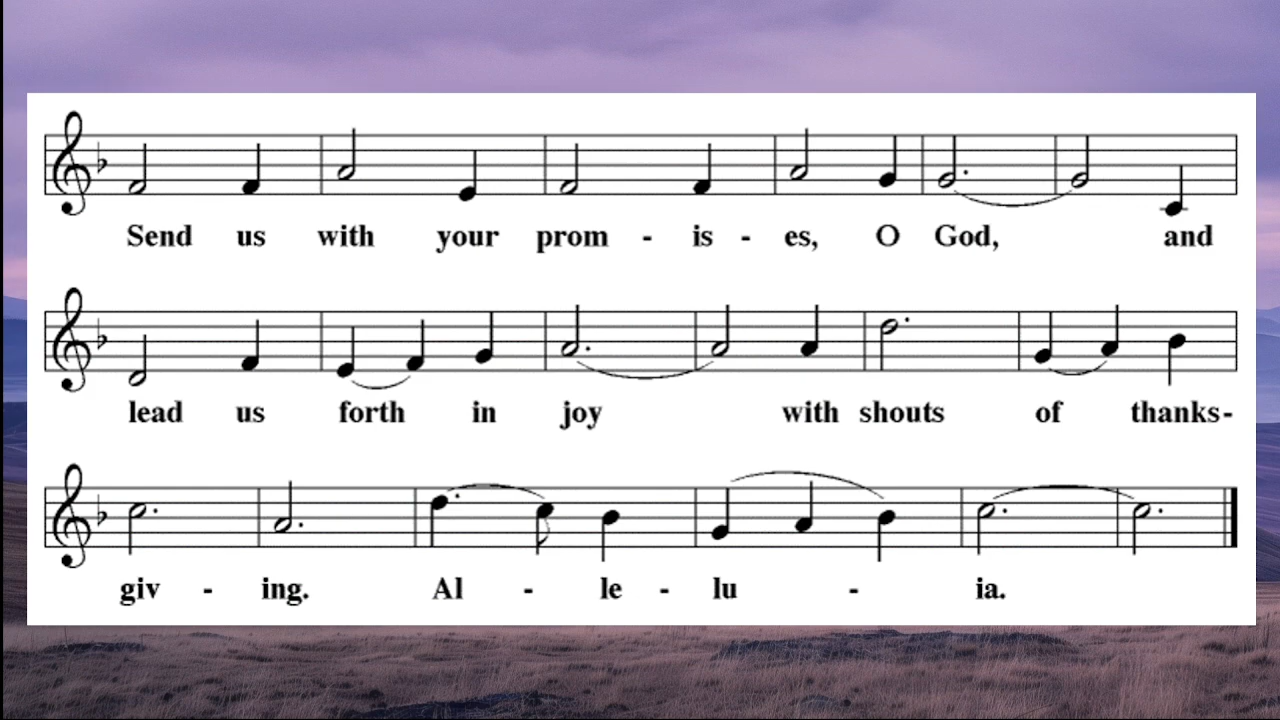 Send us with your prom - is - es, O God, and
lead us forth in joy with shouts of thanks-
giv - ing. Al - le - lu - ia.